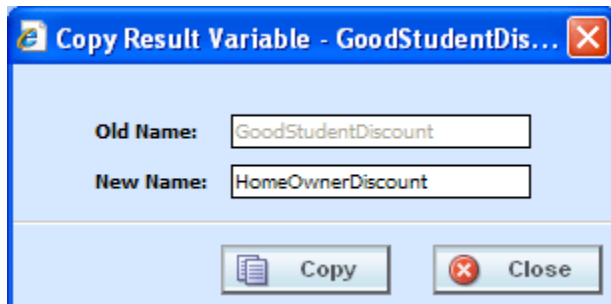 Copy Result Variable - GoodStudentDis...
Old Name: GoodStudentDiscount
New Name: HomeOwnerDiscount
Copy Close